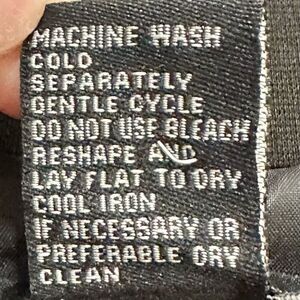 MACHINE WASH
COLD
SEPARATELY
GENTLE CYCLE
DO NOT USE BLEACH
RESHAPE AND
LAY FLAT TO DRY
COOL IRON
IF NECESSARY OR
PREFERABLE DRY
CLEAN